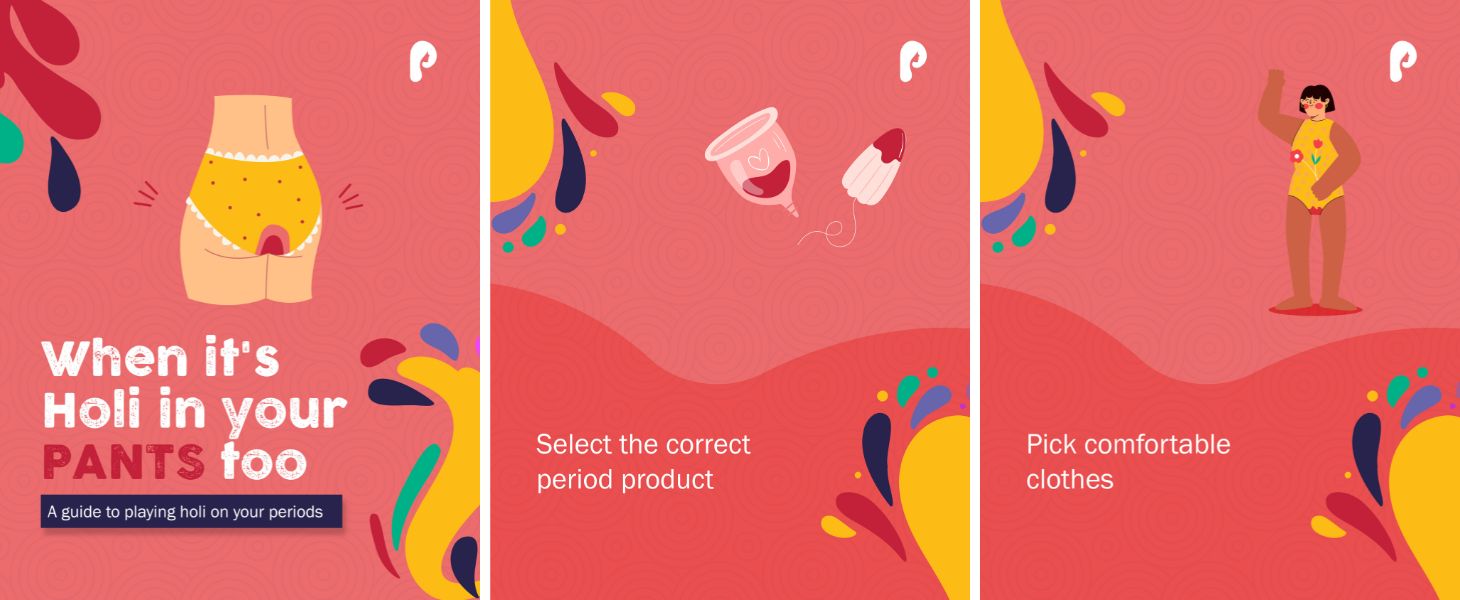 When it's
Holi in your
PANTS too
A guide to playing holi on your periods
Select the correct
period product
Pick comfortable
clothes